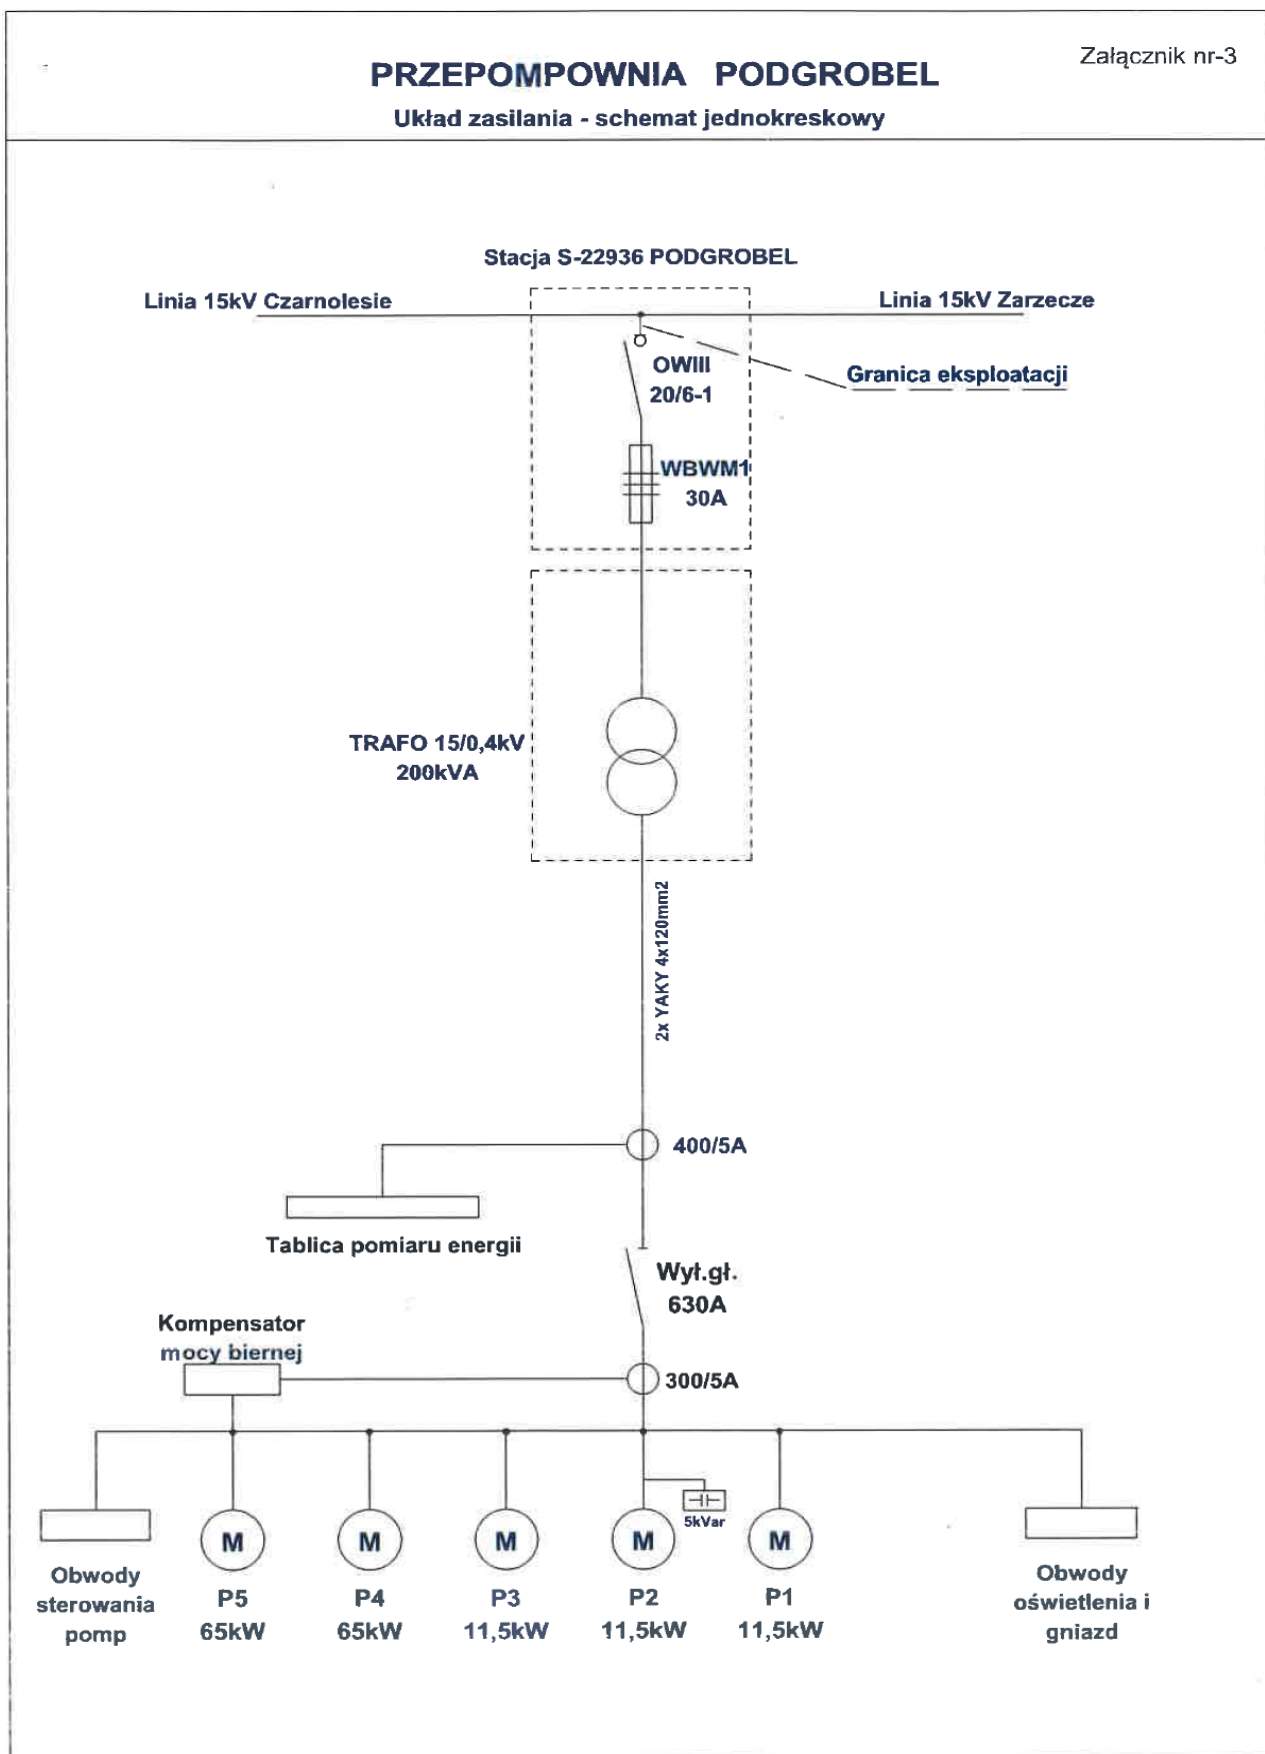 Załącznik nr-3
PRZEPOMPOWNIA PODGROBEL
Układ zasilania - schemat jednokreskowy
Stacja S-22936 PODGROBEL
Linia 15kV Czarnolesie
Linia 15kV Zarzecze
OWIII
20/6-1
Granica eksploatacji
WBWM1
30A
TRAFO 15/0,4kV
200kVA
2x YAKY 4x120mm2
400/5A
Tablica pomiaru energii
Wył.gł.
630A
Kompensator
mocy biernej
300/5A
5kVar
M
M
M
M
M
Obwody
sterowania
pomp
P5
65kW
P4
65kW
P3
11,5kW
P2
11,5kW
P1
11,5kW
Obwody
oświetlenia i
gniazd